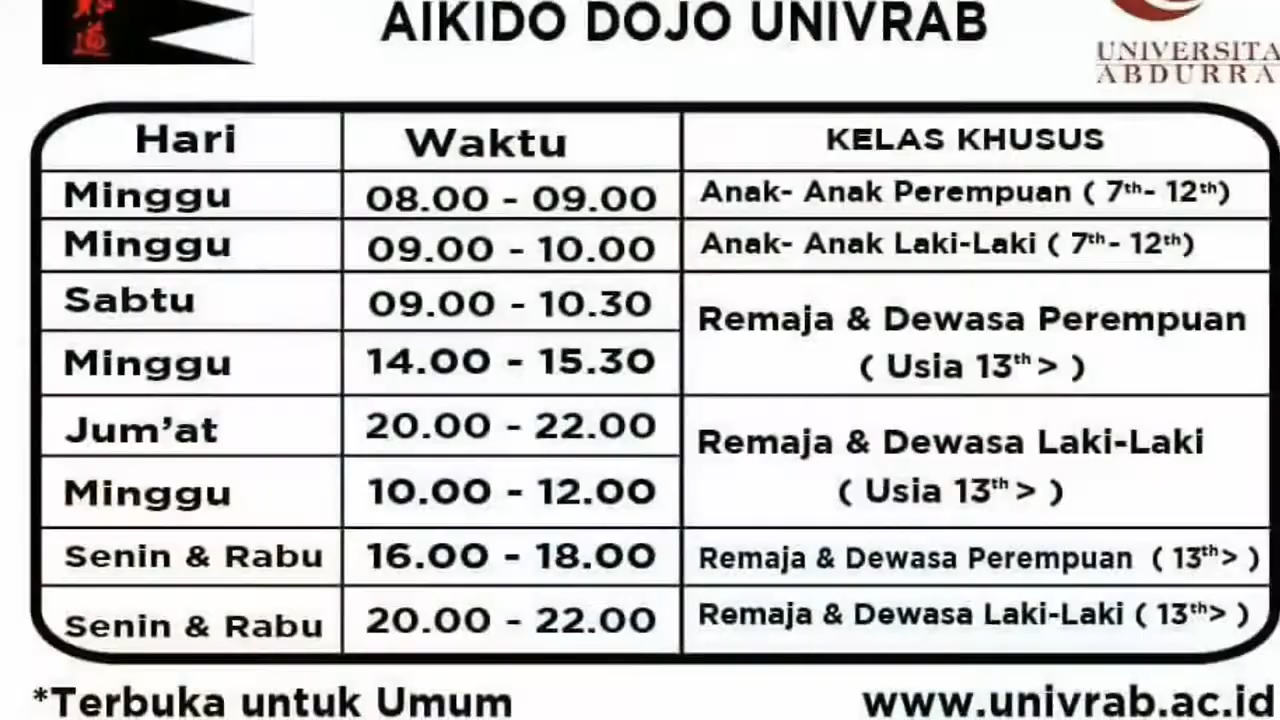 AIKIDO DOJO UNIVRAB
道
UNIVERSITA
ABDURRA
Hari Waktu KELAS KHUSUS
Minggu 08.00 - 09.00 Anak- Anak Perempuan ( 7th- 12th)
Minggu 09.00 - 10.00 Anak- Anak Laki-Laki ( 7th- 12th)
Sabtu 09.00 - 10.30 Remaja & Dewasa Perempuan
Minggu 14.00 - 15.30 ( Usia 13th > )
Jum’at 20.00 - 22.00 Remaja & Dewasa Laki-Laki
Minggu 10.00 - 12.00 ( Usia 13th > )
Senin & Rabu 16.00 - 18.00 Remaja & Dewasa Perempuan ( 13th> )
Senin & Rabu 20.00 - 22.00 Remaja & Dewasa Laki-Laki ( 13th> )
*Terbuka untuk Umum www.univrab.ac.id